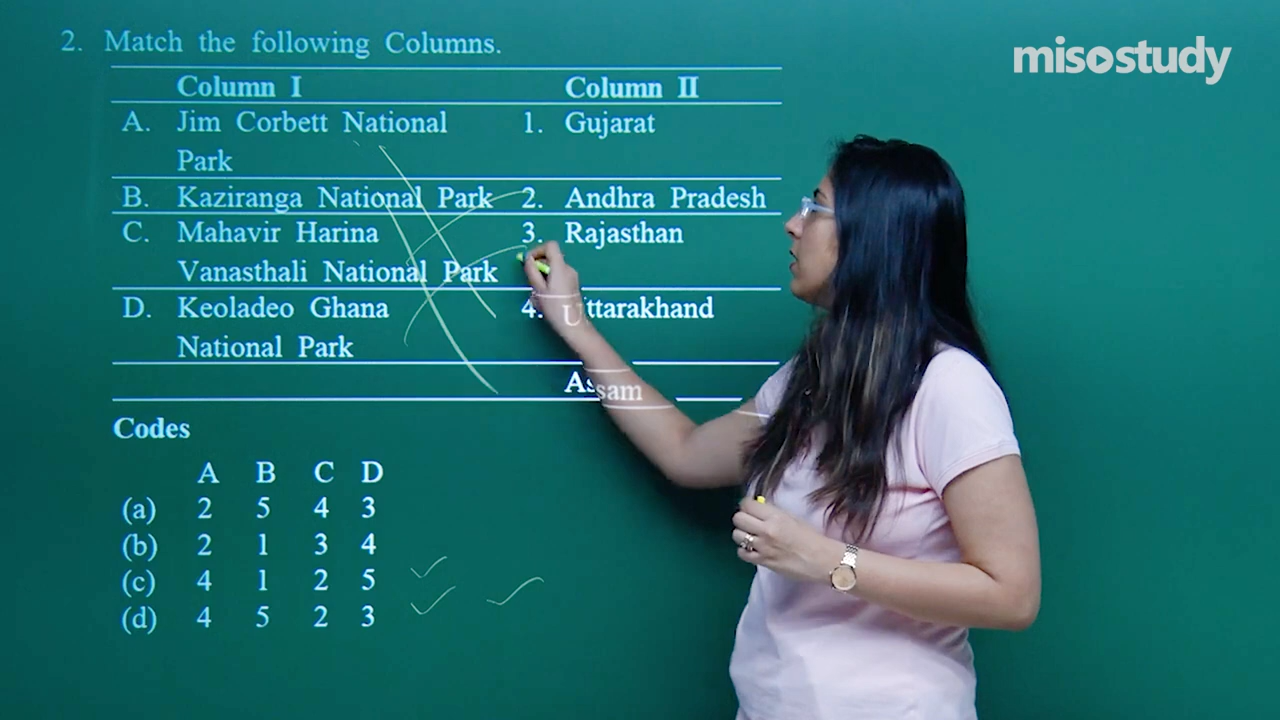 misostudy
2. Match the following Columns.
Column I Column II
A. Jim Corbett National 1. Gujarat
Park
B. Kaziranga National Park 2. Andhra Pradesh
C. Mahavir Harina 3. Rajasthan
Vanasthali National Park
D. Keoladeo Ghana 4. Uttarakhand
National Park
Assam
Codes
A B C D
(a) 2 5 4 3
(b) 2 1 3 4
(c) 4 1 2 5
(d) 4 5 2 3